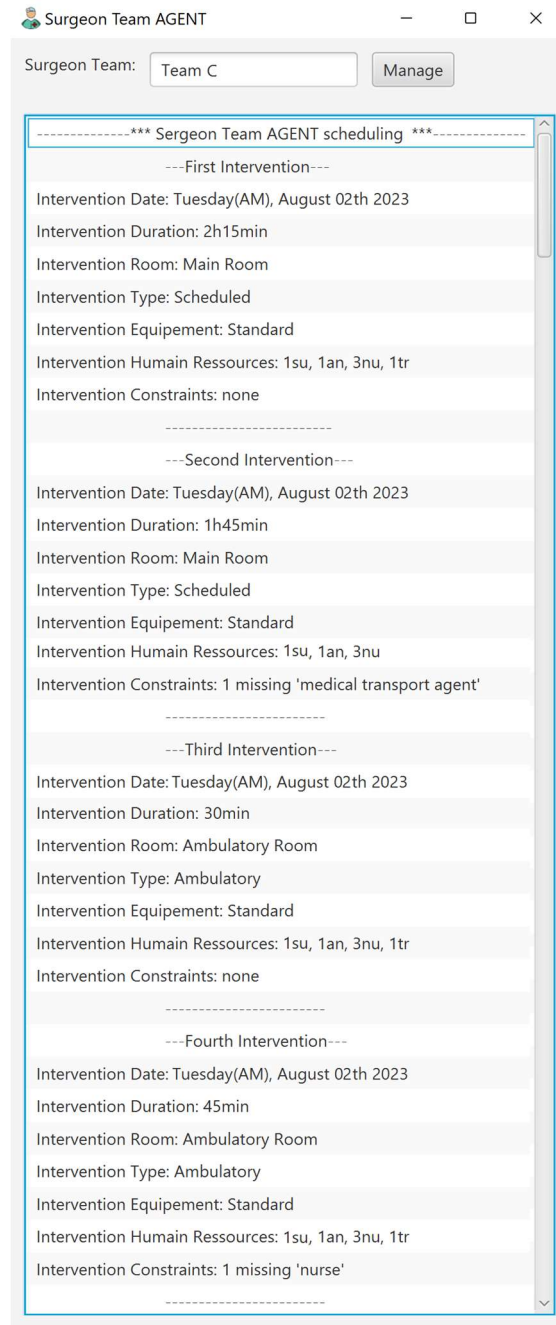 Surgeon Team AGENT
Surgeon Team: Team C Manage
--------------*** Sergeon Team AGENT scheduling ***--------------
---First Intervention---
Intervention Date: Tuesday(AM), August 02th 2023
Intervention Duration: 2h15min
Intervention Room: Main Room
Intervention Type: Scheduled
Intervention Equipement: Standard
Intervention Humain Ressources: 1su, 1an, 3nu, 1tr
Intervention Constraints: none
-------------------------
---Second Intervention---
Intervention Date: Tuesday(AM), August 02th 2023
Intervention Duration: 1h45min
Intervention Room: Main Room
Intervention Type: Scheduled
Intervention Equipement: Standard
Intervention Humain Ressources: 1su, 1an, 3nu
Intervention Constraints: 1 missing 'medical transport agent'
------------------------
---Third Intervention---
Intervention Date: Tuesday(AM), August 02th 2023
Intervention Duration: 30min
Intervention Room: Ambulatory Room
Intervention Type: Ambulatory
Intervention Equipement: Standard
Intervention Humain Ressources: 1su, 1an, 3nu, 1tr
Intervention Constraints: none
------------------------
---Fourth Intervention---
Intervention Date: Tuesday(AM), August 02th 2023
Intervention Duration: 45min
Intervention Room: Ambulatory Room
Intervention Type: Ambulatory
Intervention Equipement: Standard
Intervention Humain Ressources: 1su, 1an, 3nu, 1tr
Intervention Constraints: 1 missing 'nurse'
------------------------